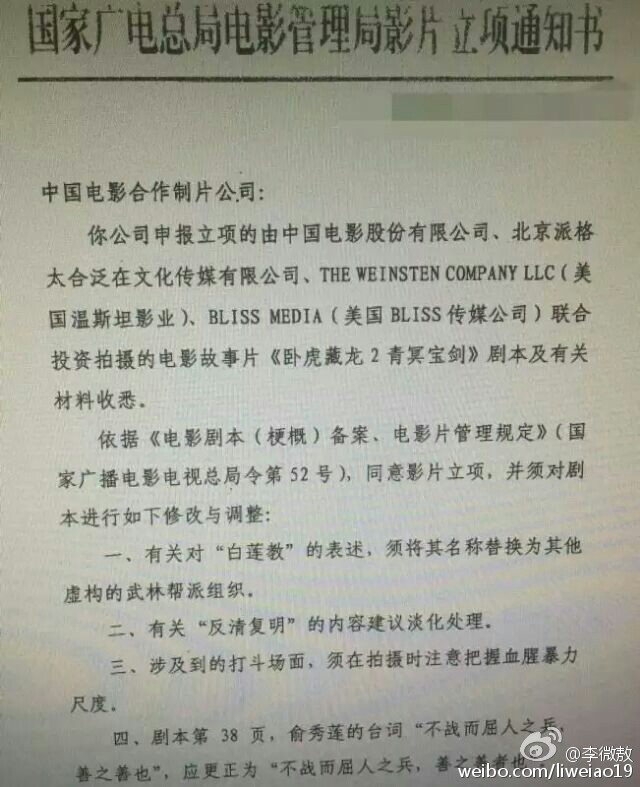 国家广电总局电影管理局影片立项通知书
中国电影合作制片公司：
你公司申报立项的由中国电影股份有限公司、北京派格
太合泛在文化传媒有限公司、THE WEINSTEN COMPANY LLC（美
国温斯坦影业）、BLISS MEDIA（美国 BLISS 传媒公司）联合
投资拍摄的电影故事片《卧虎藏龙 2 青冥宝剑》剧本及有关
材料收悉。
依据《电影剧本（梗概）备案、电影片管理规定》（国
家广播电影电视总局令第 52 号），同意影片立项，并须对剧
本进行如下修改与调整：
一、有关对“白莲教”的表述，须将其名称替换为其他
虚构的武林帮派组织。
二、有关“反清复明”的内容建议淡化处理。
三、涉及到的打斗场面，须在拍摄时注意把握血腥暴力
尺度。
四、剧本第 38 页，俞秀莲的台词“不战而屈人之兵，
善之善也”，应更正为“不战而屈人之兵，善之善者也”
@李微敖
weibo.com/liweiao19